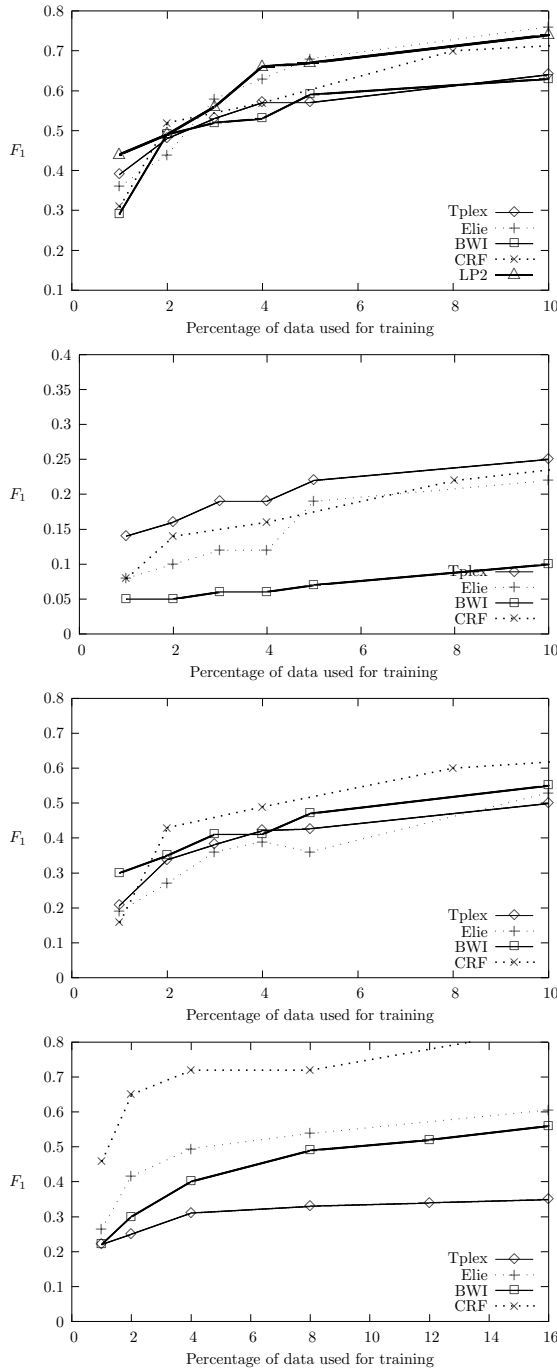 0.8
0.7
0.6
0.5
F1
0.4
0.3
0.2
0.1
Tplex
Elie
BWI
CRF
LP2
0 2 4 6 8 10
Percentage of data used for training
0.4
0.35
0.3
0.25
F1
0.2
0.15
0.1
0.05
0
Tplex
Elie
BWI
CRF
0 2 4 6 8 10
Percentage of data used for training
0.8
0.7
0.6
0.5
F1
0.4
0.3
0.2
0.1
0
Tplex
Elie
BWI
CRF
0 2 4 6 8 10
Percentage of data used for training
0.8
0.7
0.6
0.5
F1
0.4
0.3
0.2
0.1
0
Tplex
Elie
BWI
CRF
0 2 4 6 8 10 12 14 16
Percentage of data used for training